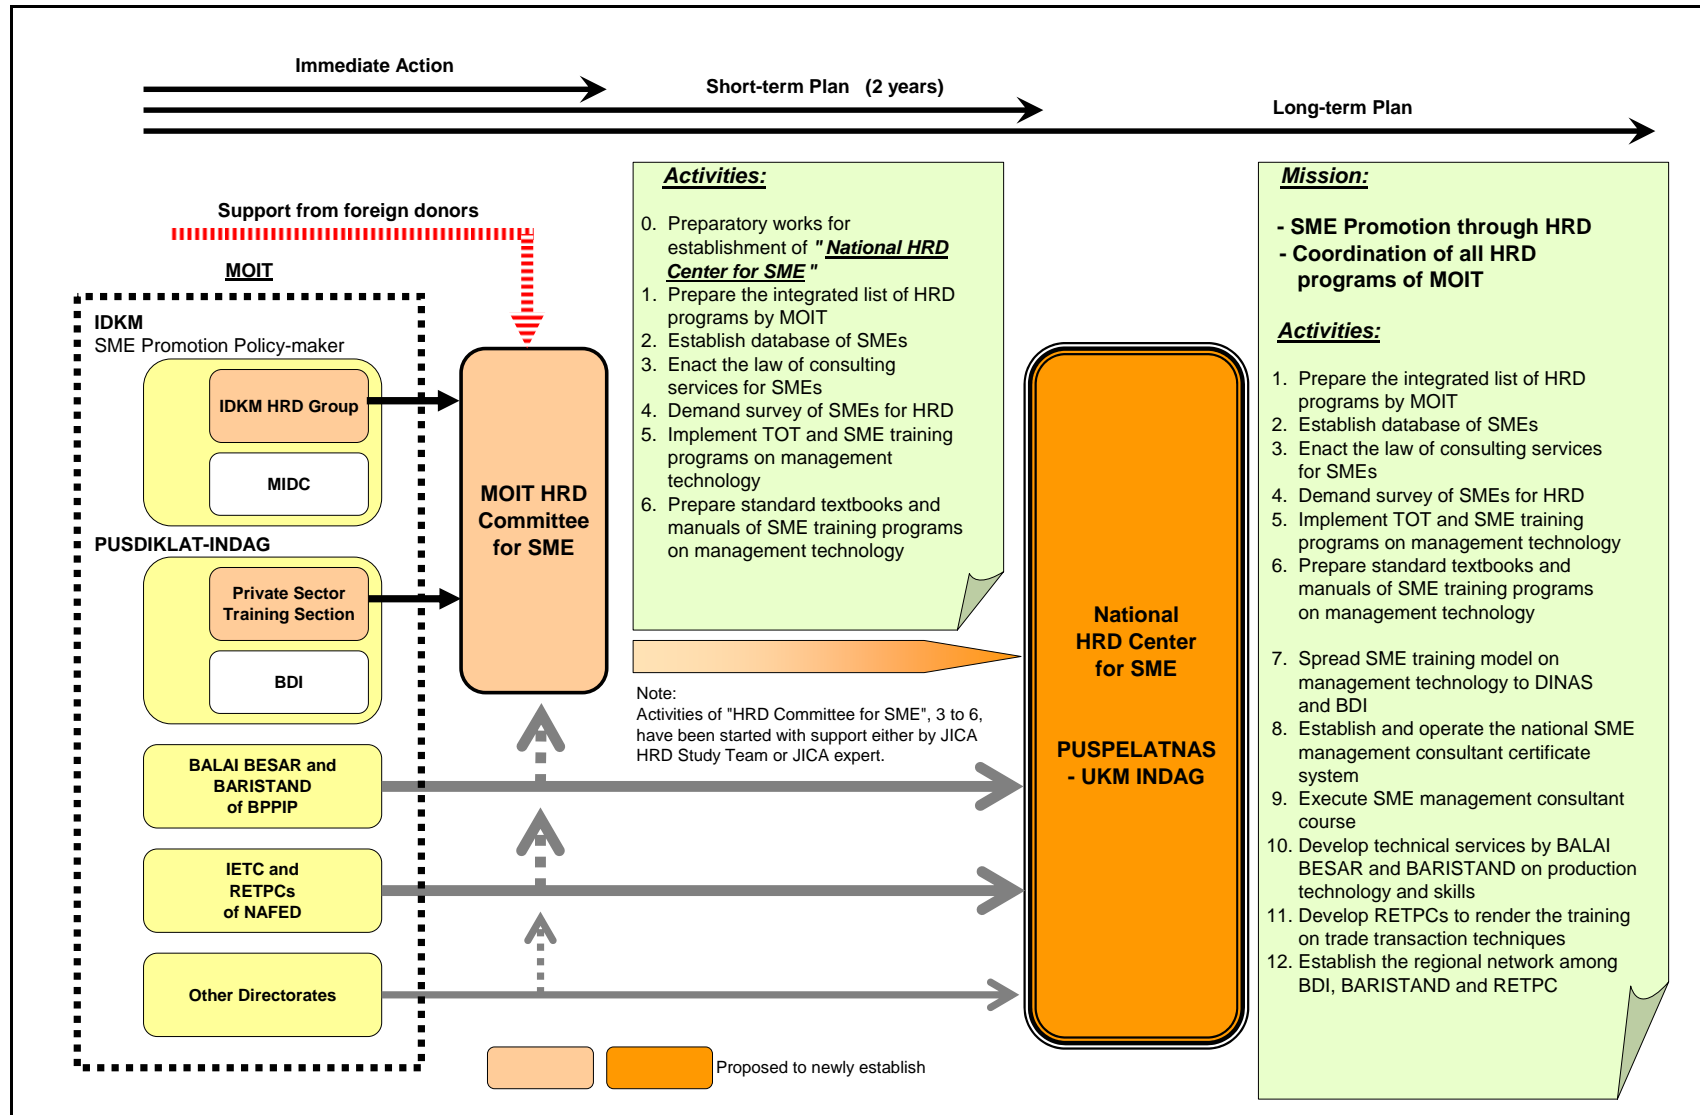 Immediate Action
Short-term Plan (2 years)
Long-term Plan
Support from foreign donors
MOIT
IDKM
SME Promotion Policy-maker
IDKM HRD Group
MIDC
PUSDIKLAT-INDAG
Private Sector
Training Section
BDI
BALAI BESAR and
BARISTAND
of BPPIP
IETC and
RETPCs
of NAFED
Other Directorates
MOIT HRD
Committee
for SME
Activities:
0. Preparatory works for
establishment of "National HRD
Center for SME"
1. Prepare the integrated list of HRD
programs by MOIT
2. Establish database of SMEs
3. Enact the law of consulting
services for SMEs
4. Demand survey of SMEs for HRD
5. Implement TOT and SME training
programs on management
technology
6. Prepare standard textbooks and
manuals of SME training programs
on management technology
Note:
Activities of "HRD Committee for SME", 3 to 6,
have been started with support either by JICA
HRD Study Team or JICA expert.
National
HRD Center
for SME
PUSPELATNAS
- UKM INDAG
Mission:
- SME Promotion through HRD
- Coordination of all HRD
programs of MOIT
Activities:
1. Prepare the integrated list of HRD
programs by MOIT
2. Establish database of SMEs
3. Enact the law of consulting services
for SMEs
4. Demand survey of SMEs for HRD
5. Implement TOT and SME training
programs on management technology
6. Prepare standard textbooks and
manuals of SME training programs
on management technology
7. Spread SME training model on
management technology to DINAS
and BDI
8. Establish and operate the national SME
management consultant certificate
system
9. Execute SME management consultant
course
10. Develop technical services by BALAI
BESAR and BARISTAND on production
technology and skills
11. Develop RETPCs to render the training
on trade transaction techniques
12. Establish the regional network among
BDI, BARISTAND and RETPC
Proposed to newly establish